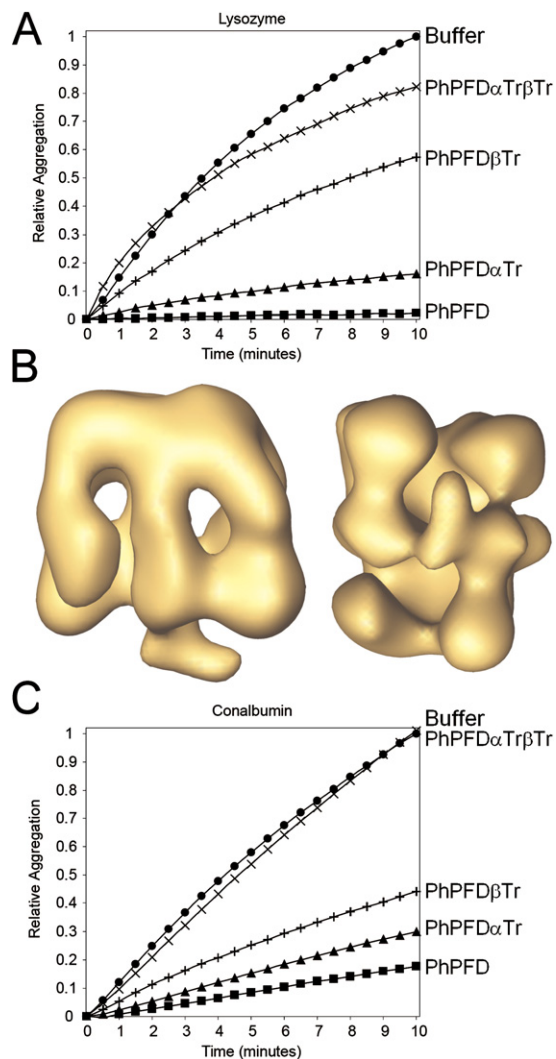 A
Lysozyme
Buffer
PhPFDαTrβTr
PhPFDβTr
PhPFDαTr
PhPFD
Relative Aggregation
1
0.9
0.8
0.7
0.6
0.5
0.4
0.3
0.2
0.1
0
0 1 2 3 4 5 6 7 8 9 10
Time (minutes)
B
C
Conalbumin
Buffer
PhPFDαTrβTr
PhPFDβTr
PhPFDαTr
PhPFD
Relative Aggregation
1
0.9
0.8
0.7
0.6
0.5
0.4
0.3
0.2
0.1
0
0 1 2 3 4 5 6 7 8 9 10
Time (minutes)